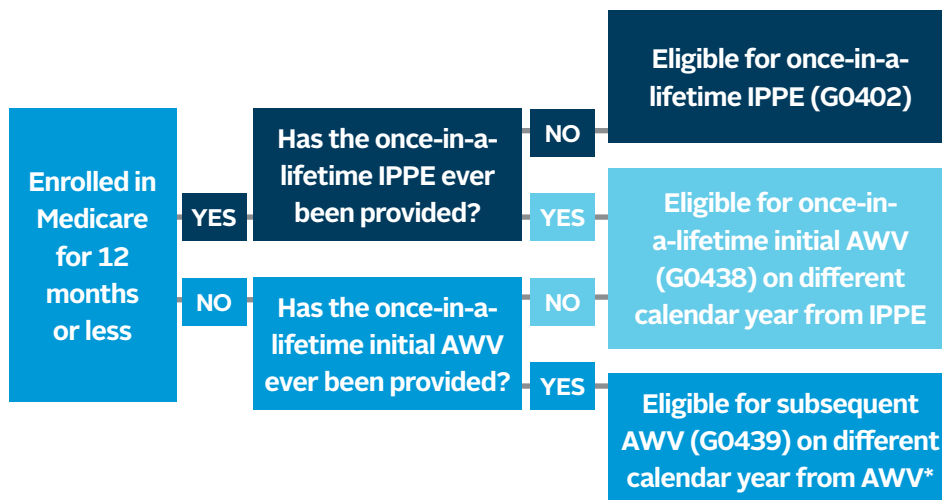 Enrolled in
Medicare
for 12
months
or less
YES
Has the once-in-a-
lifetime IPPE ever
been provided?
NO
Eligible for once-in-a-
lifetime IPPE (G0402)
YES
Eligible for once-in-
a-lifetime initial AWV
(G0438) on different
calendar year from IPPE
NO
Has the once-in-a-
lifetime initial AWV
ever been provided?
NO
YES
Eligible for subsequent
AWV (G0439) on different
calendar year from AWV*